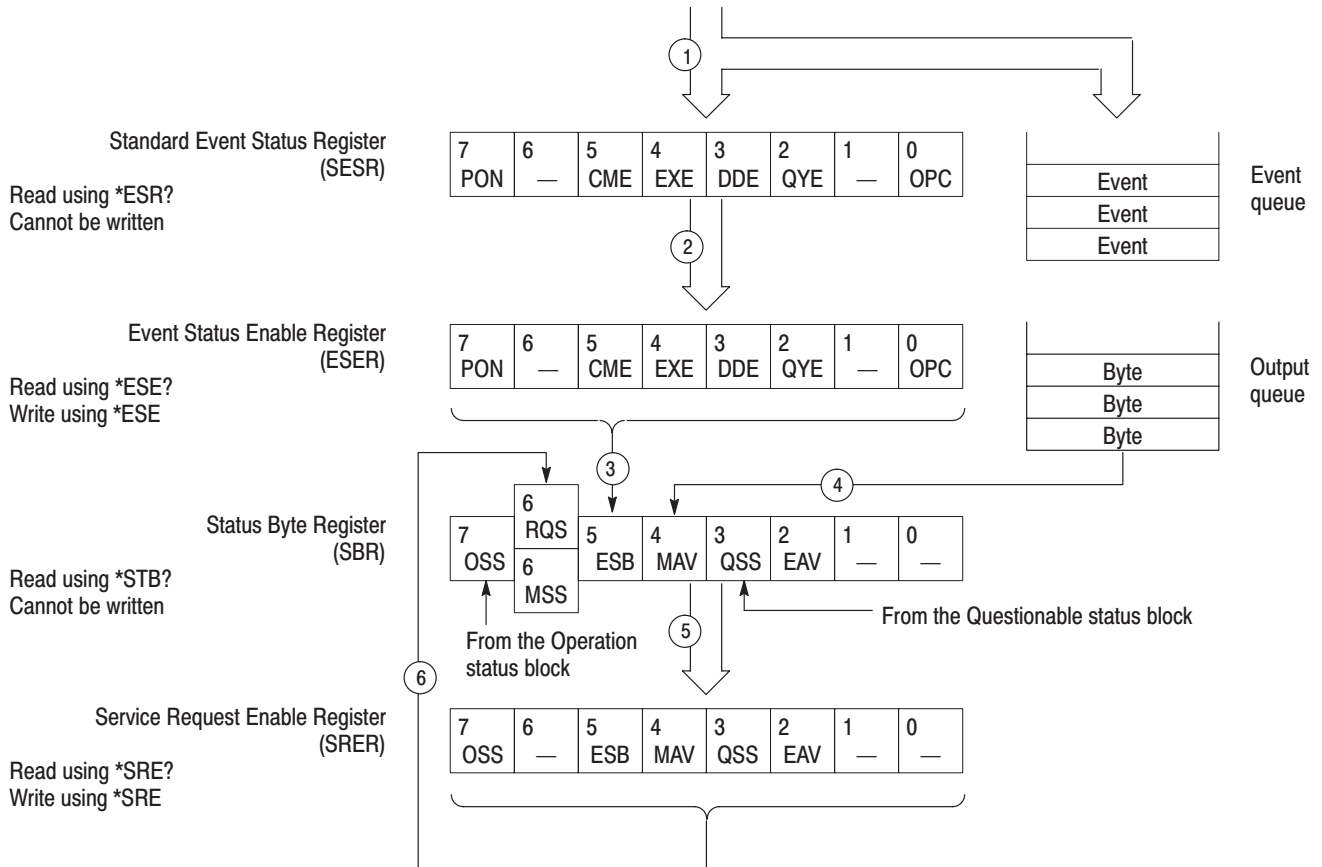 1
Standard Event Status Register
(SESR)
Read using *ESR?
Cannot be written
7 6 5 4 3 2 1 0
PON — CME EXE DDE QYE — OPC
Event
Event
Event
Event
queue
2
Event Status Enable Register
(ESER)
Read using *ESE?
Write using *ESE
7 6 5 4 3 2 1 0
PON — CME EXE DDE QYE — OPC
Byte
Byte
Byte
Output
queue
3
4
Status Byte Register
(SBR)
Read using *STB?
Cannot be written
6
RQS
7 5 4 3 2 1 0
OSS ESB MAV QSS EAV — —
6
MSS
From the Operation
status block
From the Questionable status block
5
6
Service Request Enable Register
(SRER)
Read using *SRE?
Write using *SRE
7 6 5 4 3 2 1 0
OSS — ESB MAV QSS EAV — —